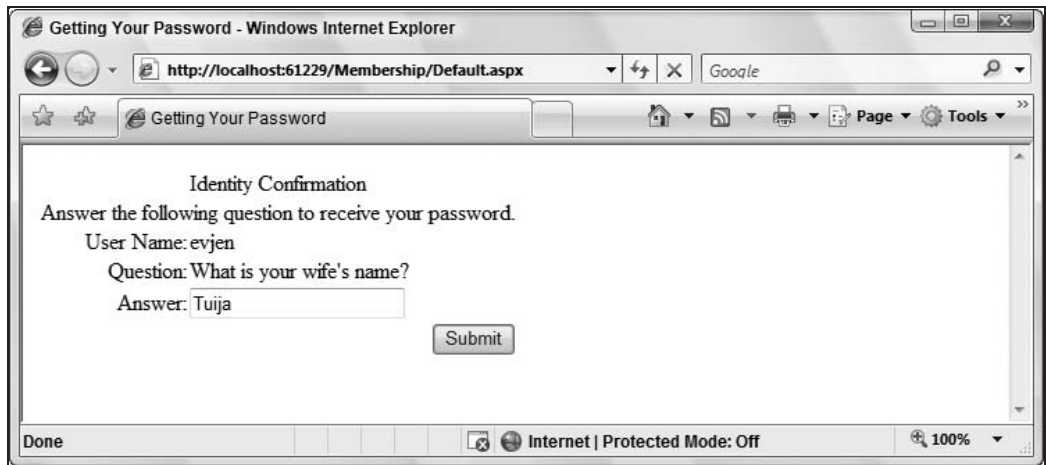 Getting Your Password - Windows Internet Explorer
http://localhost:61229/Membership/Default.aspx
Google
Getting Your Password
Page
Tools
Identity Confirmation
Answer the following question to receive your password.
User Name: evjen
Question: What is your wife's name?
Answer: Tuija
Submit
Done
Internet | Protected Mode: Off
100%